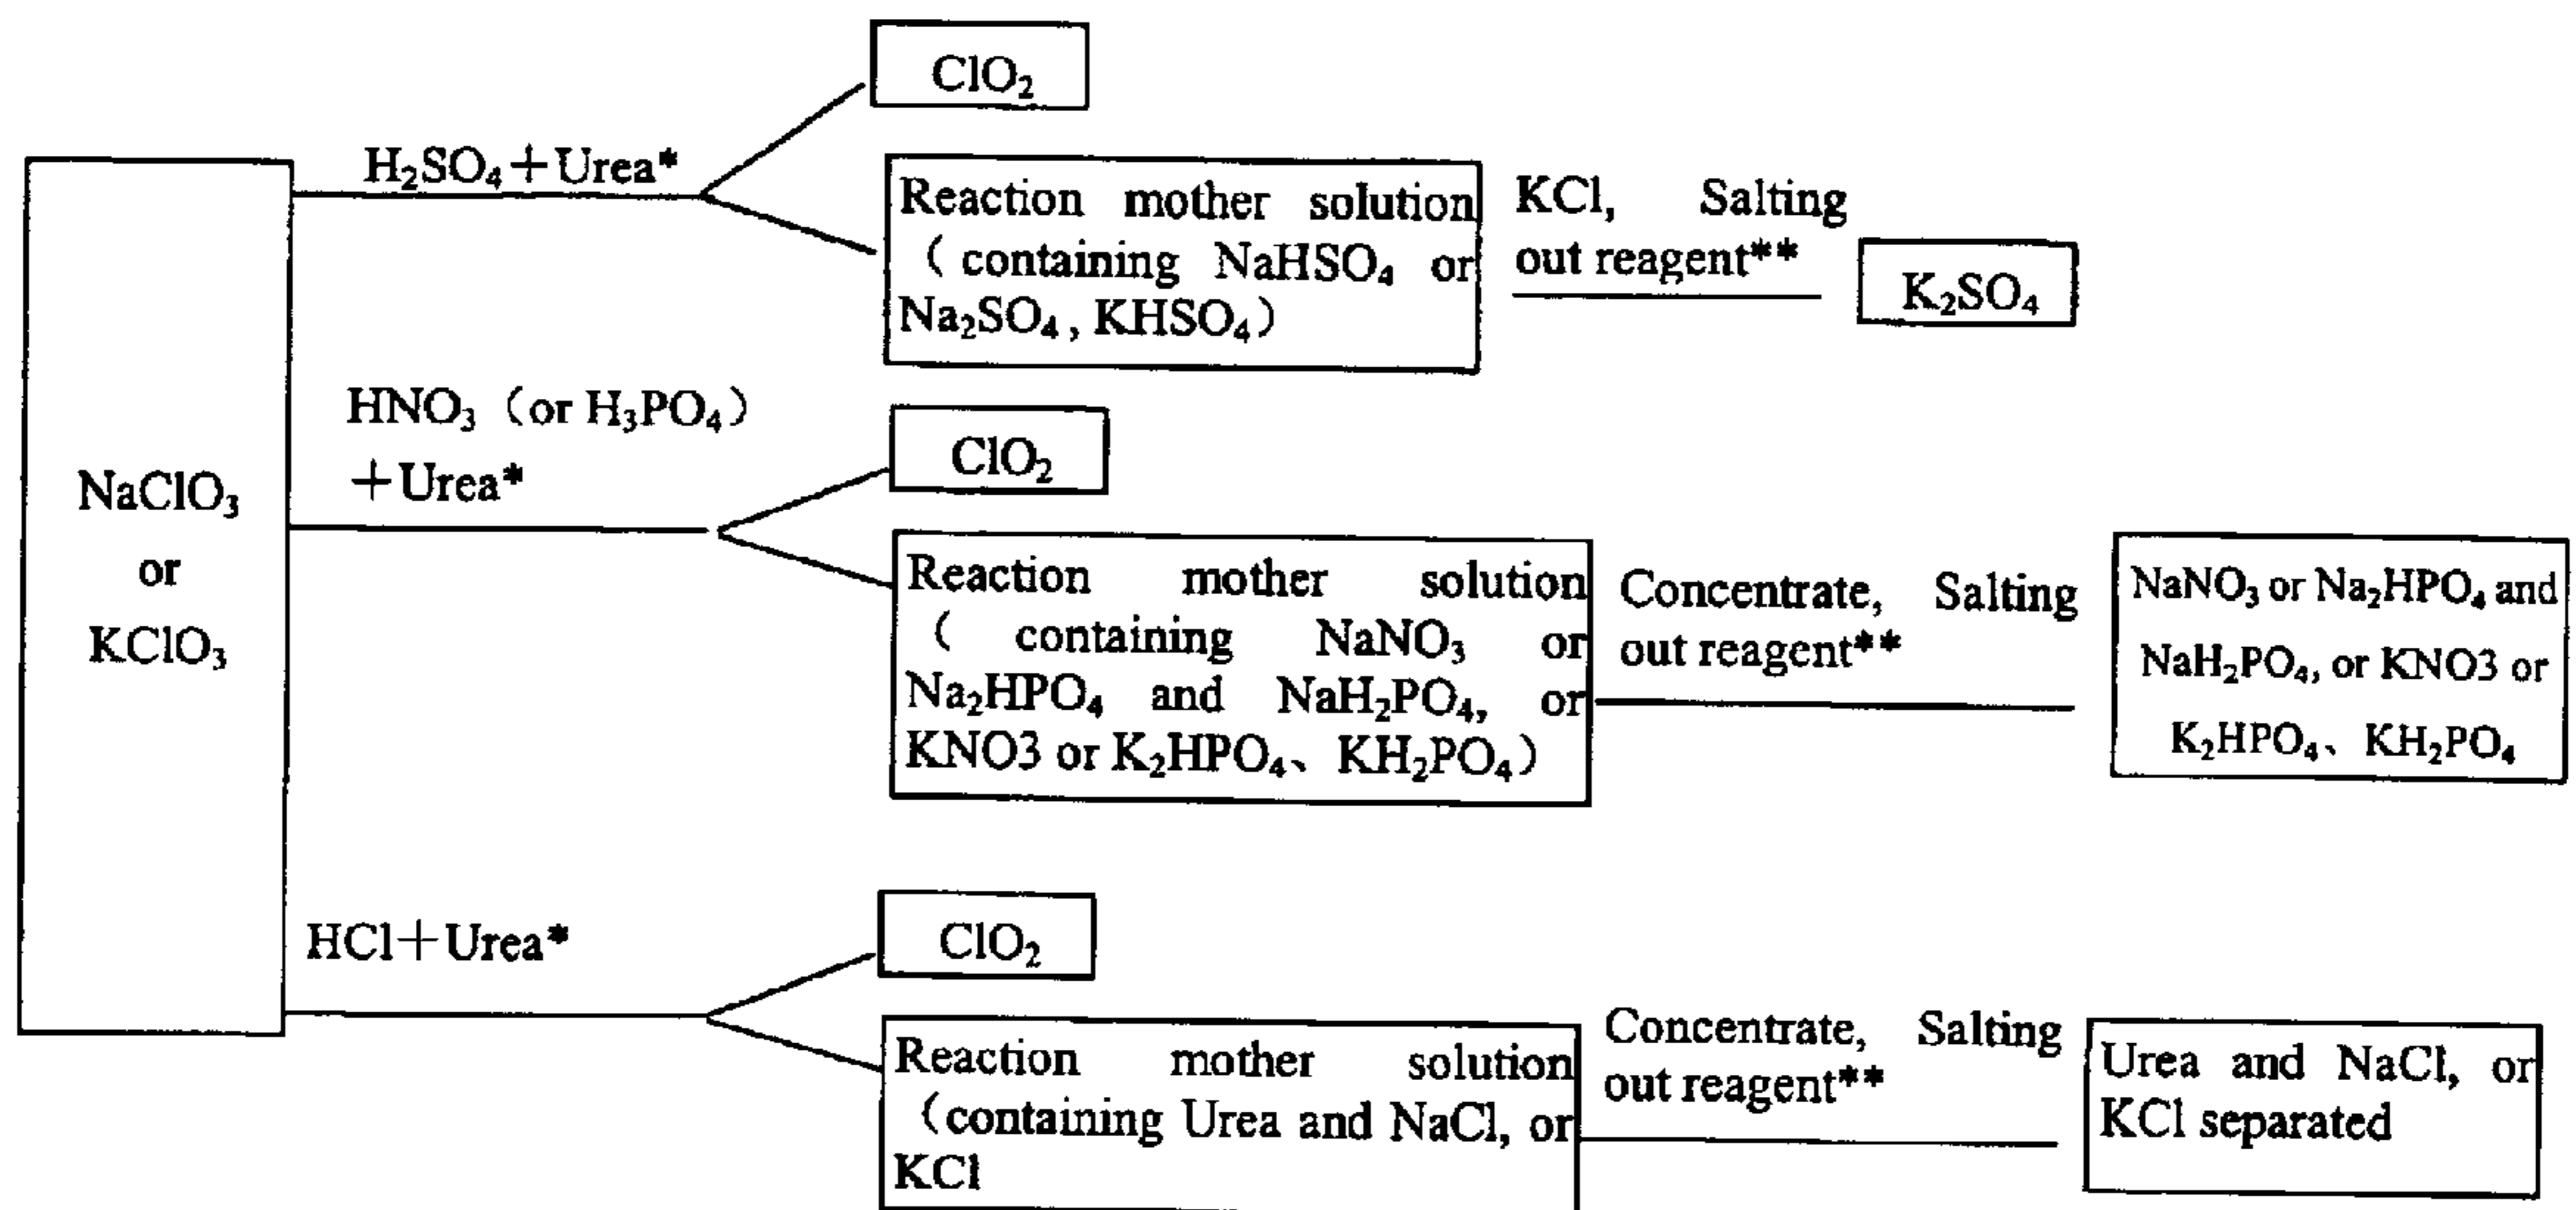 NaClO₃
or
KClO₃
H₂SO₄+Urea*
ClO₂
Reaction mother solution
（containing NaHSO₄ or
Na₂SO₄, KHSO₄）
KCl, Salting
out reagent**
K₂SO₄
HNO₃（or H₃PO₄）
+Urea*
ClO₂
Reaction mother solution
（ containing NaNO₃ or
Na₂HPO₄ and NaH₂PO₄, or
KNO3 or K₂HPO₄、KH₂PO₄）
Concentrate, Salting
out reagent**
NaNO₃ or Na₂HPO₄ and
NaH₂PO₄, or KNO3 or
K₂HPO₄、KH₂PO₄
HCl+Urea*
ClO₂
Reaction mother solution
（containing Urea and NaCl, or
KCl
Concentrate, Salting
out reagent**
Urea and NaCl, or
KCl separated